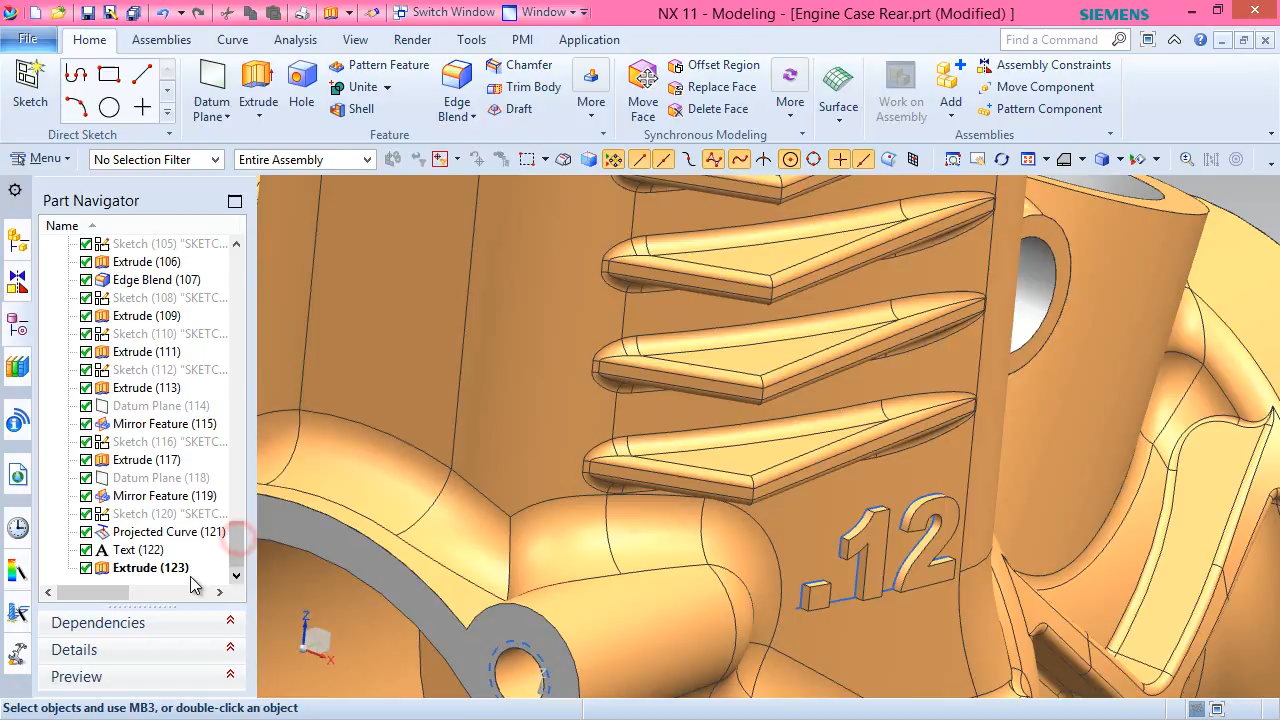 Switch Window
Window
NX 11 - Modeling - [Engine Case Rear.prt (Modified) ]
SIEMENS
File
Home
Assemblies
Curve
Analysis
View
Render
Tools
PMI
Application
Find a Command
Sketch
Direct Sketch
Datum
Plane
Extrude
Hole
Pattern Feature
Unite
Shell
Edge
Blend
Chamfer
Trim Body
Draft
More
Feature
Move
Face
Offset Region
Replace Face
Delete Face
More
Synchronous Modeling
Surface
Work on
Assembly
Add
Assembly Constraints
Move Component
Pattern Component
Assemblies
Menu
No Selection Filter
Entire Assembly
Part Navigator
Name
Sketch (105) "SKETC...
Extrude (106)
Edge Blend (107)
Sketch (108) "SKETC...
Extrude (109)
Sketch (110) "SKETC...
Extrude (111)
Sketch (112) "SKETC...
Extrude (113)
Datum Plane (114)
Mirror Feature (115)
Sketch (116) "SKETC...
Extrude (117)
Datum Plane (118)
Mirror Feature (119)
Sketch (120) "SKETC...
Projected Curve (121)
Text (122)
Extrude (123)
Dependencies
Details
Preview
.12
Z
X
Select objects and use MB3, or double-click an object